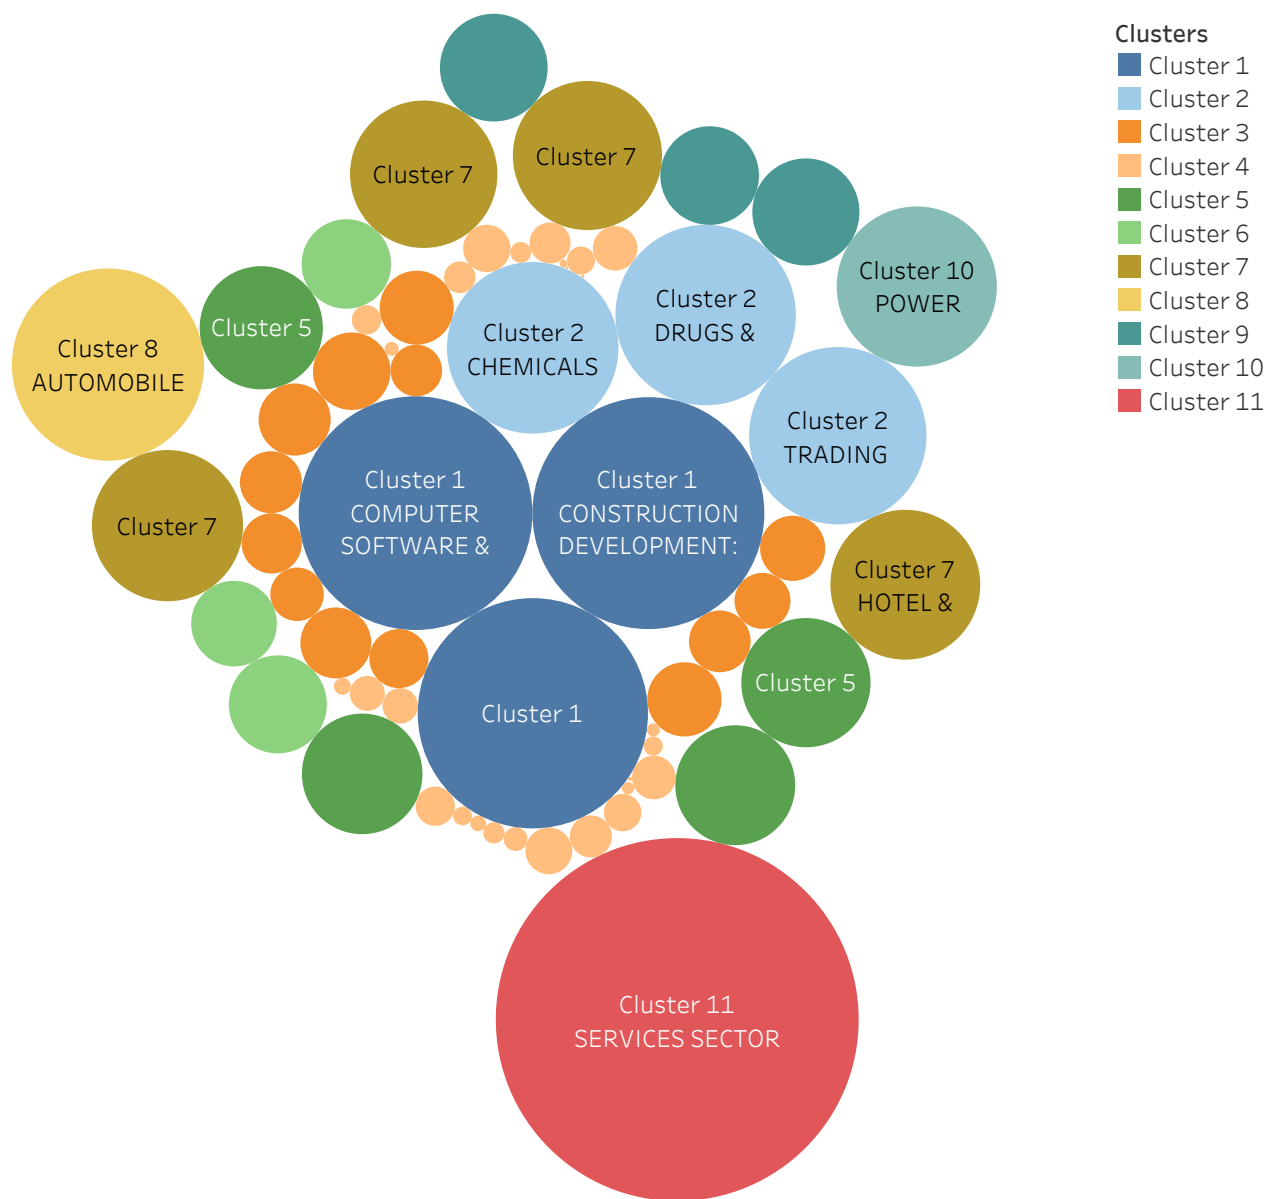 Clusters
Cluster 1
Cluster 2
Cluster 3
Cluster 4
Cluster 5
Cluster 6
Cluster 7
Cluster 8
Cluster 9
Cluster 10
Cluster 11
Cluster 7
Cluster 7
Cluster 10
POWER
Cluster 2
DRUGS &
Cluster 5
Cluster 2
CHEMICALS
Cluster 8
AUTOMOBILE
Cluster 2
TRADING
Cluster 1
COMPUTER
SOFTWARE &
Cluster 1
CONSTRUCTION
DEVELOPMENT:
Cluster 7
Cluster 7
HOTEL &
Cluster 5
Cluster 1
Cluster 11
SERVICES SECTOR